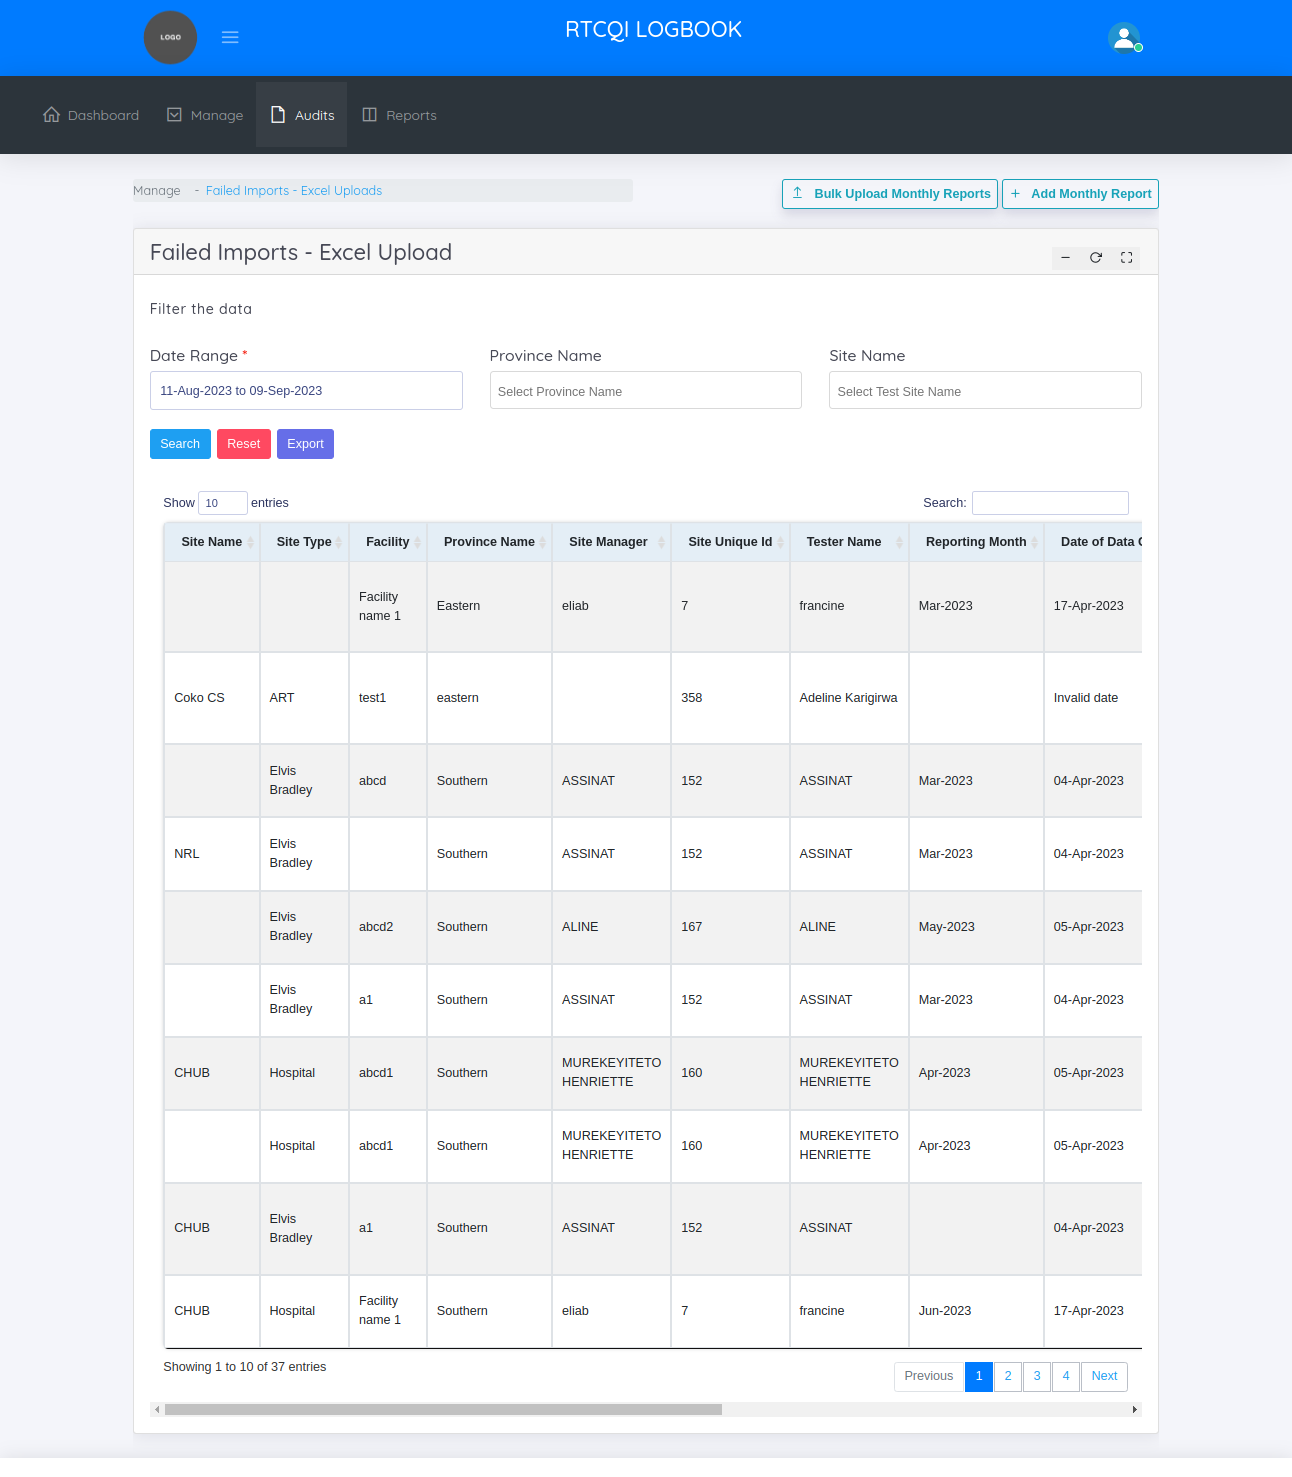 LOGO
RTCQI LOGBOOK
Dashboard Manage Audits Reports
Manage - Failed Imports - Excel Uploads
Bulk Upload Monthly Reports + Add Monthly Report
Failed Imports - Excel Upload
Filter the data
Date Range * Province Name Site Name
11-Aug-2023 to 09-Sep-2023 Select Province Name Select Test Site Name
Search Reset Export
Show 10 entries Search:
Site Name Site Type Facility Province Name Site Manager Site Unique Id Tester Name Reporting Month Date of Data C
Facility name 1 Eastern eliab 7 francine Mar-2023 17-Apr-2023
Coko CS ART test1 eastern 358 Adeline Karigirwa Invalid date
Elvis Bradley abcd Southern ASSINAT 152 ASSINAT Mar-2023 04-Apr-2023
NRL Elvis Bradley Southern ASSINAT 152 ASSINAT Mar-2023 04-Apr-2023
Elvis Bradley abcd2 Southern ALINE 167 ALINE May-2023 05-Apr-2023
Elvis Bradley a1 Southern ASSINAT 152 ASSINAT Mar-2023 04-Apr-2023
CHUB Hospital abcd1 Southern MUREKEYITETO HENRIETTE 160 MUREKEYITETO HENRIETTE Apr-2023 05-Apr-2023
Hospital abcd1 Southern MUREKEYITETO HENRIETTE 160 MUREKEYITETO HENRIETTE Apr-2023 05-Apr-2023
CHUB Elvis Bradley a1 Southern ASSINAT 152 ASSINAT 04-Apr-2023
CHUB Hospital Facility name 1 Southern eliab 7 francine Jun-2023 17-Apr-2023
Showing 1 to 10 of 37 entries
Previous 1 2 3 4 Next